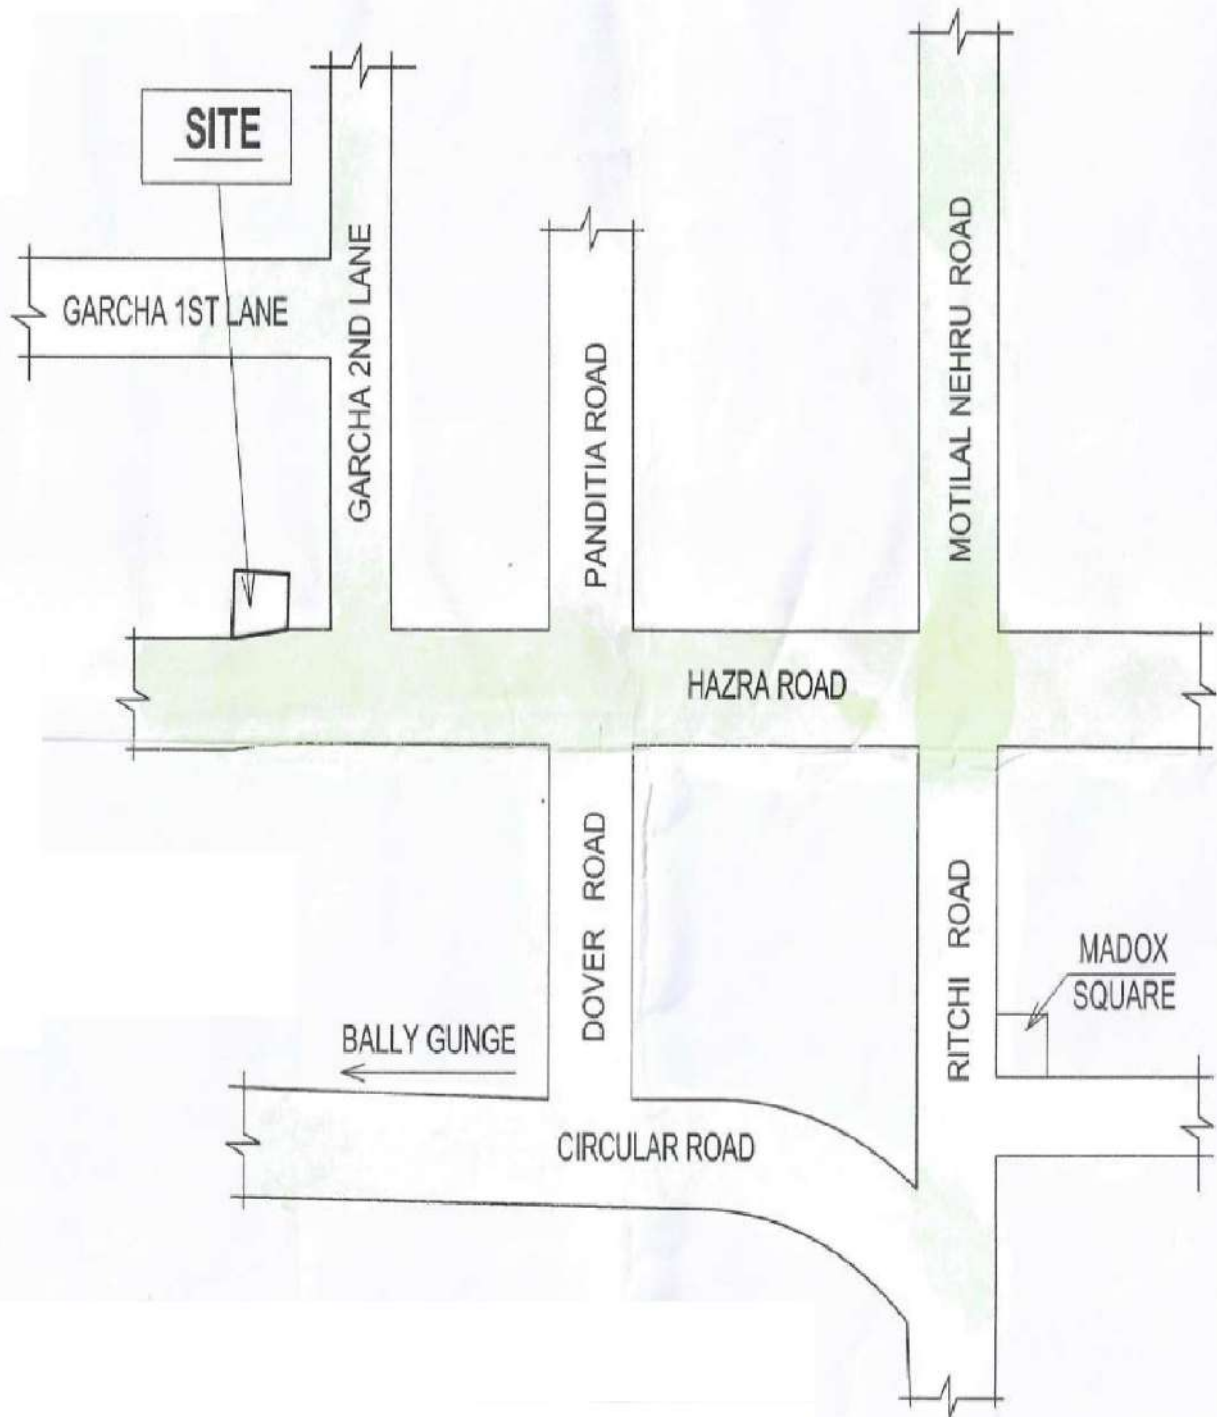 SITE
GARCHA 1ST LANE
GARCHA 2ND LANE
PANDITIA ROAD
MOTILAL NEHRU ROAD
HAZRA ROAD
DOVER ROAD
RITCHI ROAD
MADOX
SQUARE
BALLY GUNGE
CIRCULAR ROAD